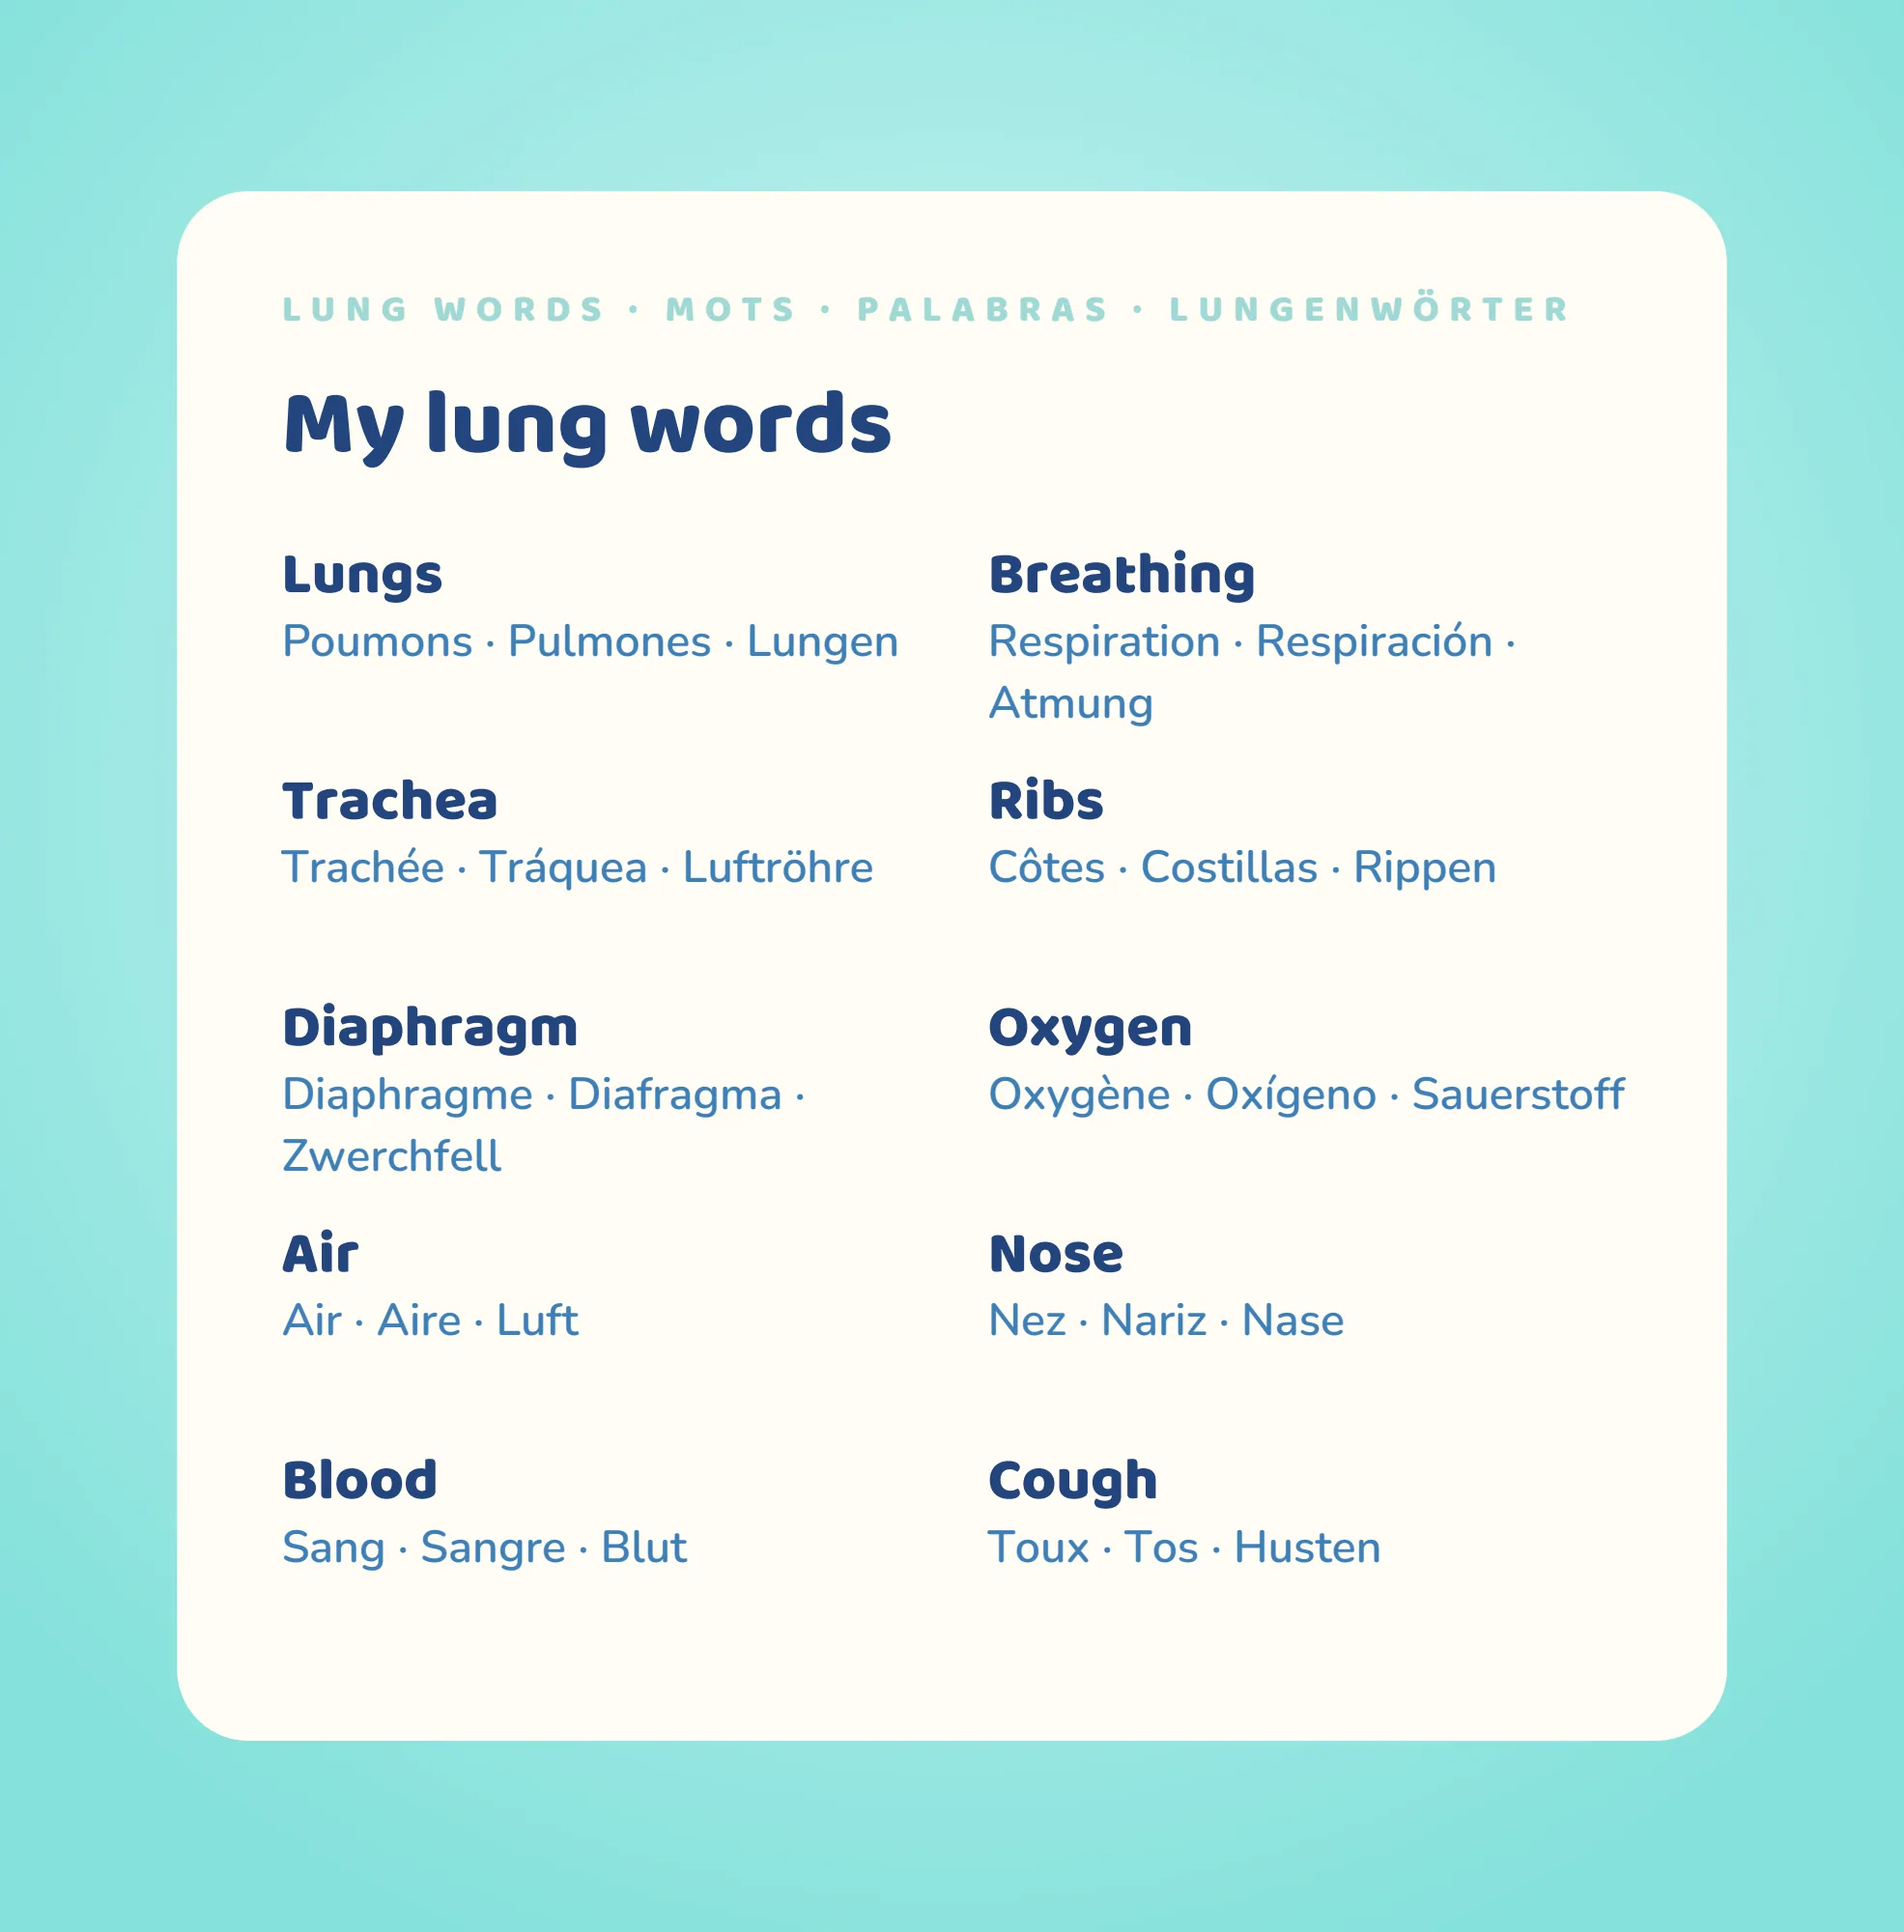 LUNG WORDS · MOTS · PALABRAS · LUNGENWÖRTER
My lung words
Lungs
Poumons · Pulmones · Lungen
Breathing
Respiration · Respiración ·
Atmung
Trachea
Trachée · Tráquea · Luftröhre
Ribs
Côtes · Costillas · Rippen
Diaphragm
Diaphragme · Diafragma ·
Zwerchfell
Oxygen
Oxygène · Oxígeno · Sauerstoff
Air
Air · Aire · Luft
Nose
Nez · Nariz · Nase
Blood
Sang · Sangre · Blut
Cough
Toux · Tos · Husten